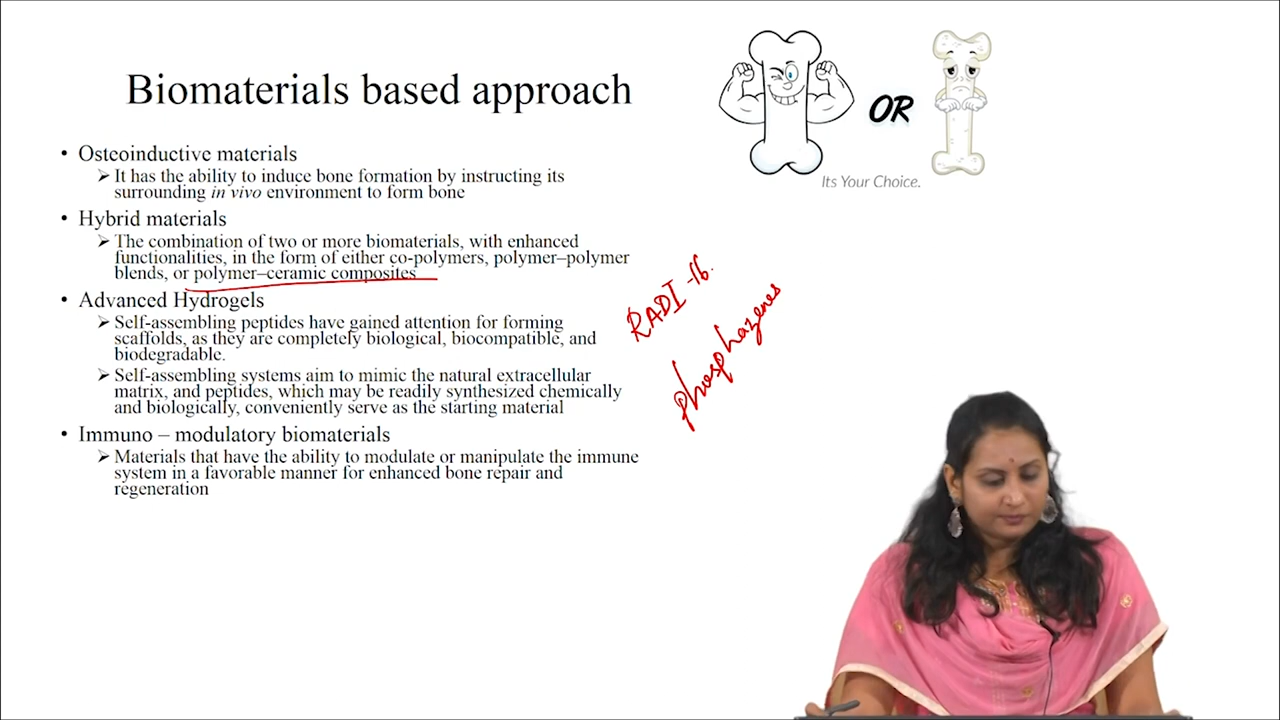 Biomaterials based approach
OR
Its Your Choice.
• Osteoinductive materials
➢ It has the ability to induce bone formation by instructing its
surrounding in vivo environment to form bone
• Hybrid materials
➢ The combination of two or more biomaterials, with enhanced
functionalities, in the form of either co-polymers, polymer–polymer
blends, or polymer–ceramic composites
• Advanced Hydrogels
➢ Self-assembling peptides have gained attention for forming
scaffolds, as they are completely biological, biocompatible, and
biodegradable.
➢ Self-assembling systems aim to mimic the natural extracellular
matrix, and peptides, which may be readily synthesized chemically
and biologically, conveniently serve as the starting material
• Immuno – modulatory biomaterials
➢ Materials that have the ability to modulate or manipulate the immune
system in a favorable manner for enhanced bone repair and
regeneration
RADI-16.
phosphazenes